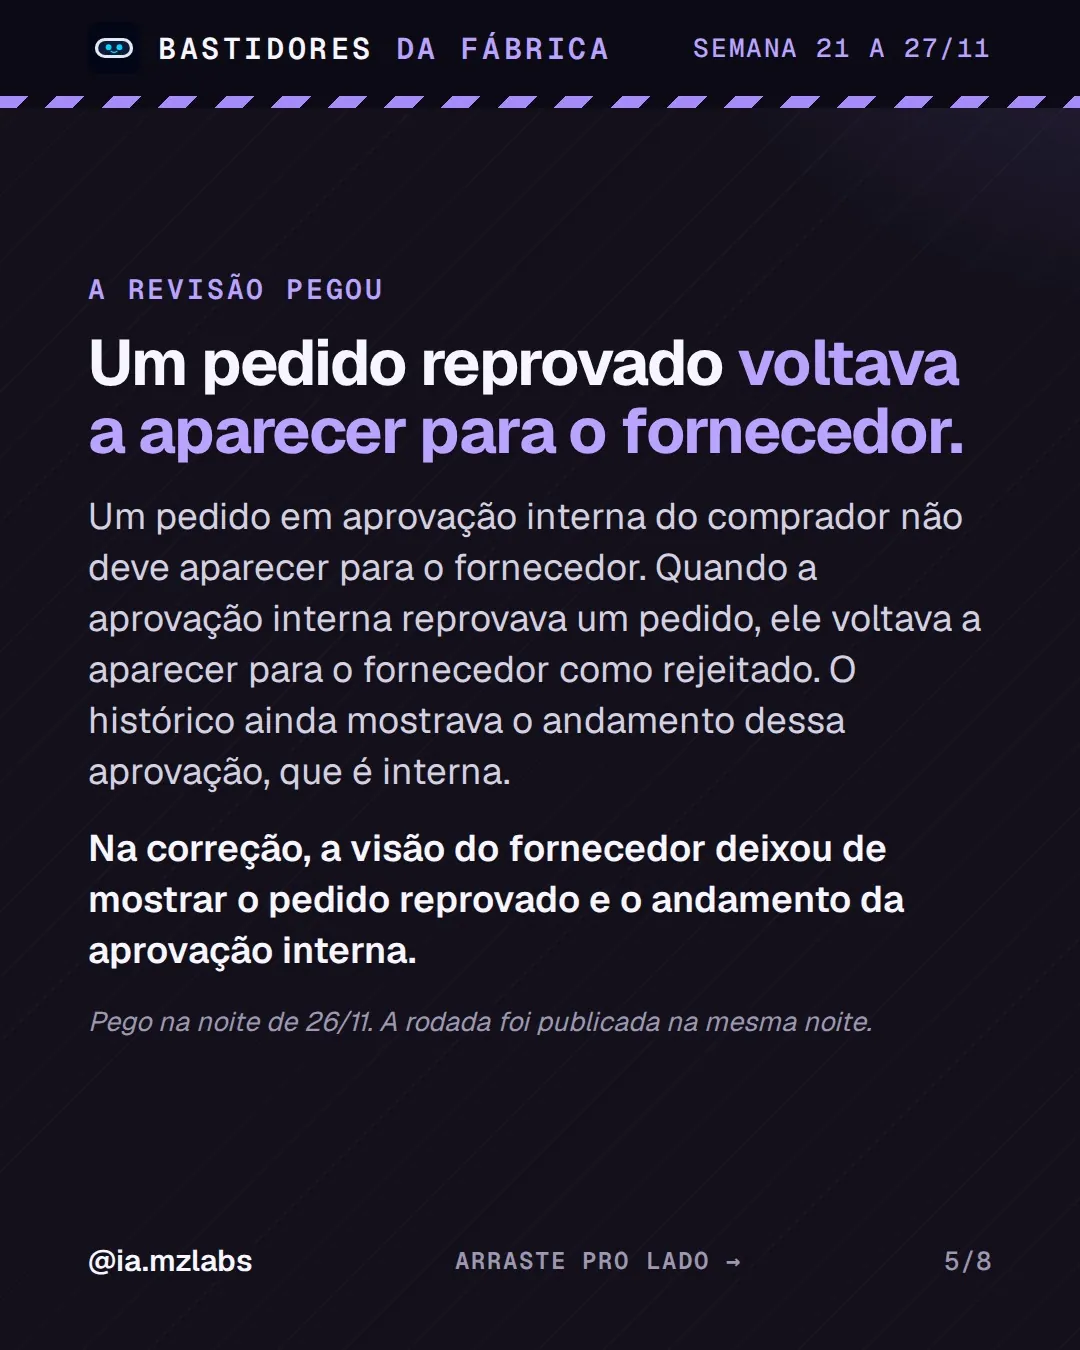 BASTIDORES DA FÁBRICA
SEMANA 21 A 27/11
A REVISÃO PEGOU
Um pedido reprovado voltava
a aparecer para o fornecedor.
Um pedido em aprovação interna do comprador não
deve aparecer para o fornecedor. Quando a
aprovação interna reprovava um pedido, ele voltava a
aparecer para o fornecedor como rejeitado. O
histórico ainda mostrava o andamento dessa
aprovação, que é interna.
Na correção, a visão do fornecedor deixou de
mostrar o pedido reprovado e o andamento da
aprovação interna.
Pego na noite de 26/11. A rodada foi publicada na mesma noite.
@ia.mzlabs
ARRASTE PRO LADO →
5/8